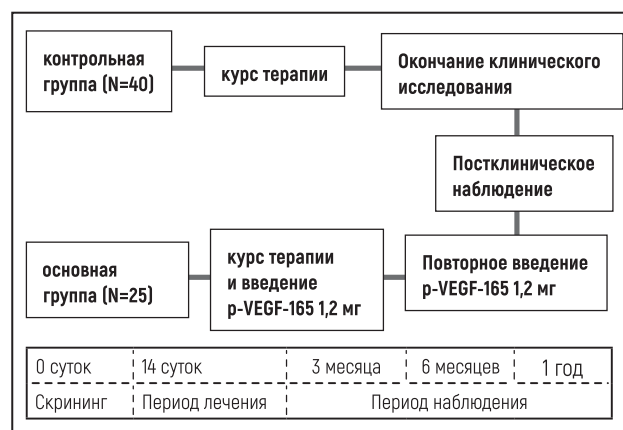 контрольная
группа (N=40)
курс терапии
Окончание клинического
исследования
Постклиническое
наблюдение
основная
группа (N=25)
курс терапии
и введение
p-VEGF-165 1,2 мг
Повторное введение
p-VEGF-165 1,2 мг
0 суток 14 суток 3 месяца 6 месяцев 1 год
Скрининг Период лечения Период наблюдения